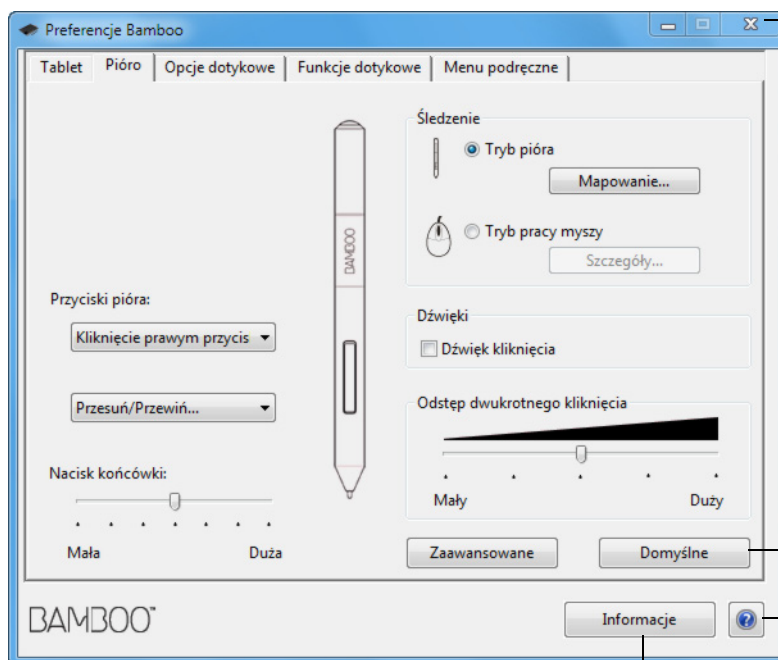 Preferencje Bamboo
Tablet Pióro Opcje dotykowe Funkcje dotykowe Menu podręczne
Śledzenie
Tryb pióra
Mapowanie...
BAMBOO
Tryb pracy myszy
Szczegóły...
Przyciski pióra:
Kliknięcie prawym przycis
Dźwięki
Dźwięk kliknięcia
Przesuń/Przewiń...
Odstęp dwukrotnego kliknięcia
Nacisk końcówki:
Mały Duży
Mała Duża
Zaawansowane Domyślne
BAMBOO™ Informacje ?